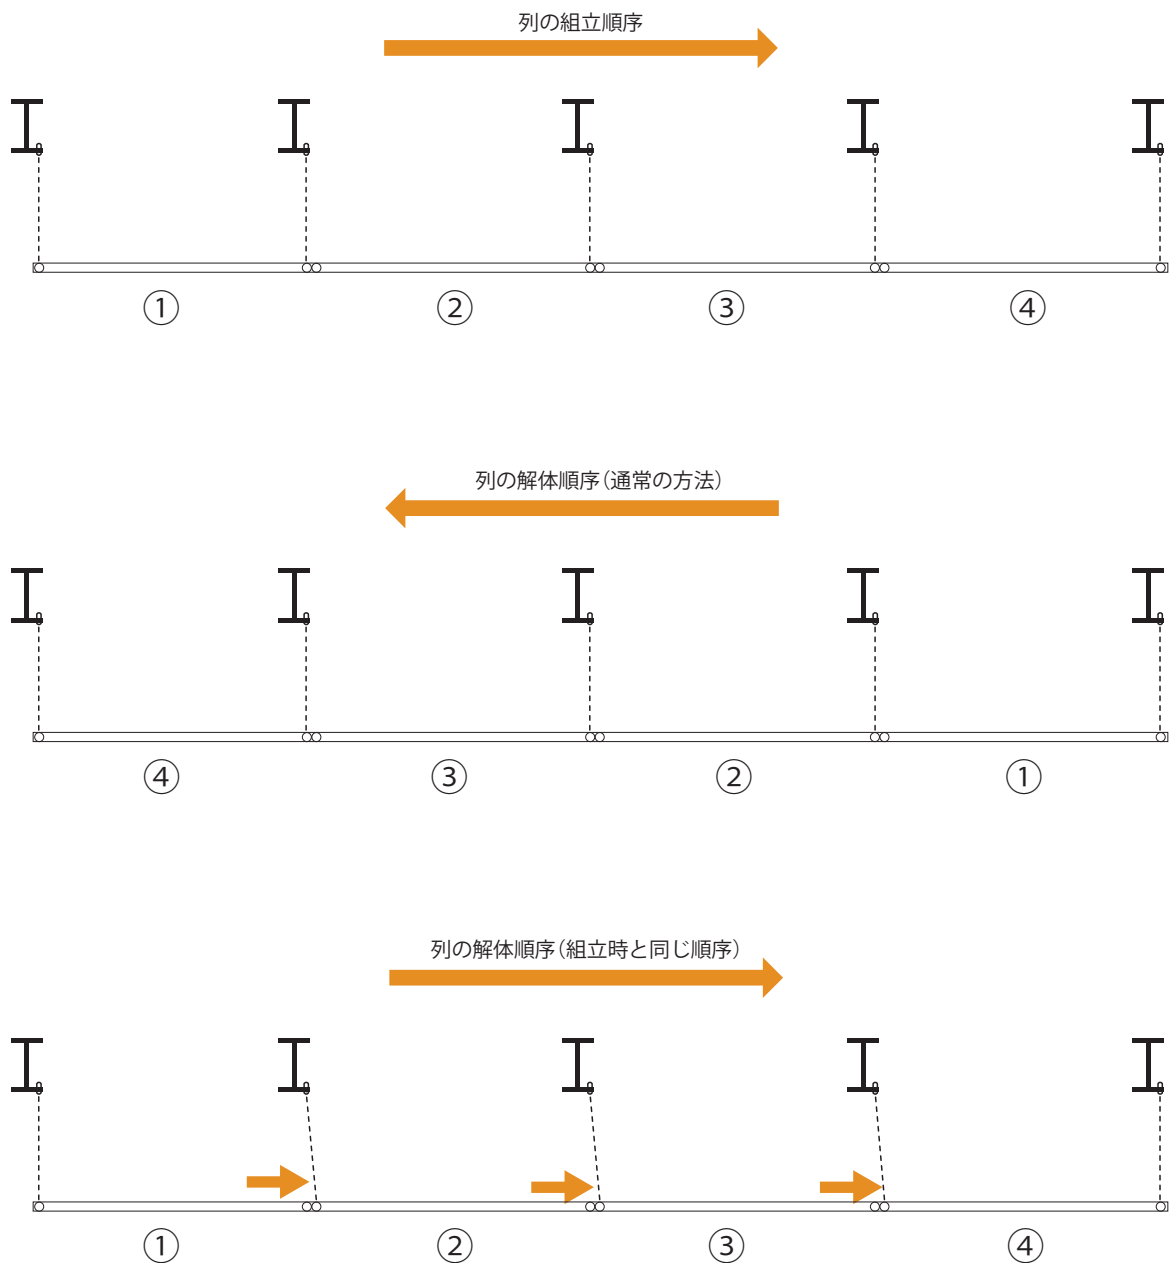 列の組立順序
① ② ③ ④
列の解体順序(通常の方法)
④ ③ ② ①
列の解体順序(組立時と同じ順序)
① ② ③ ④